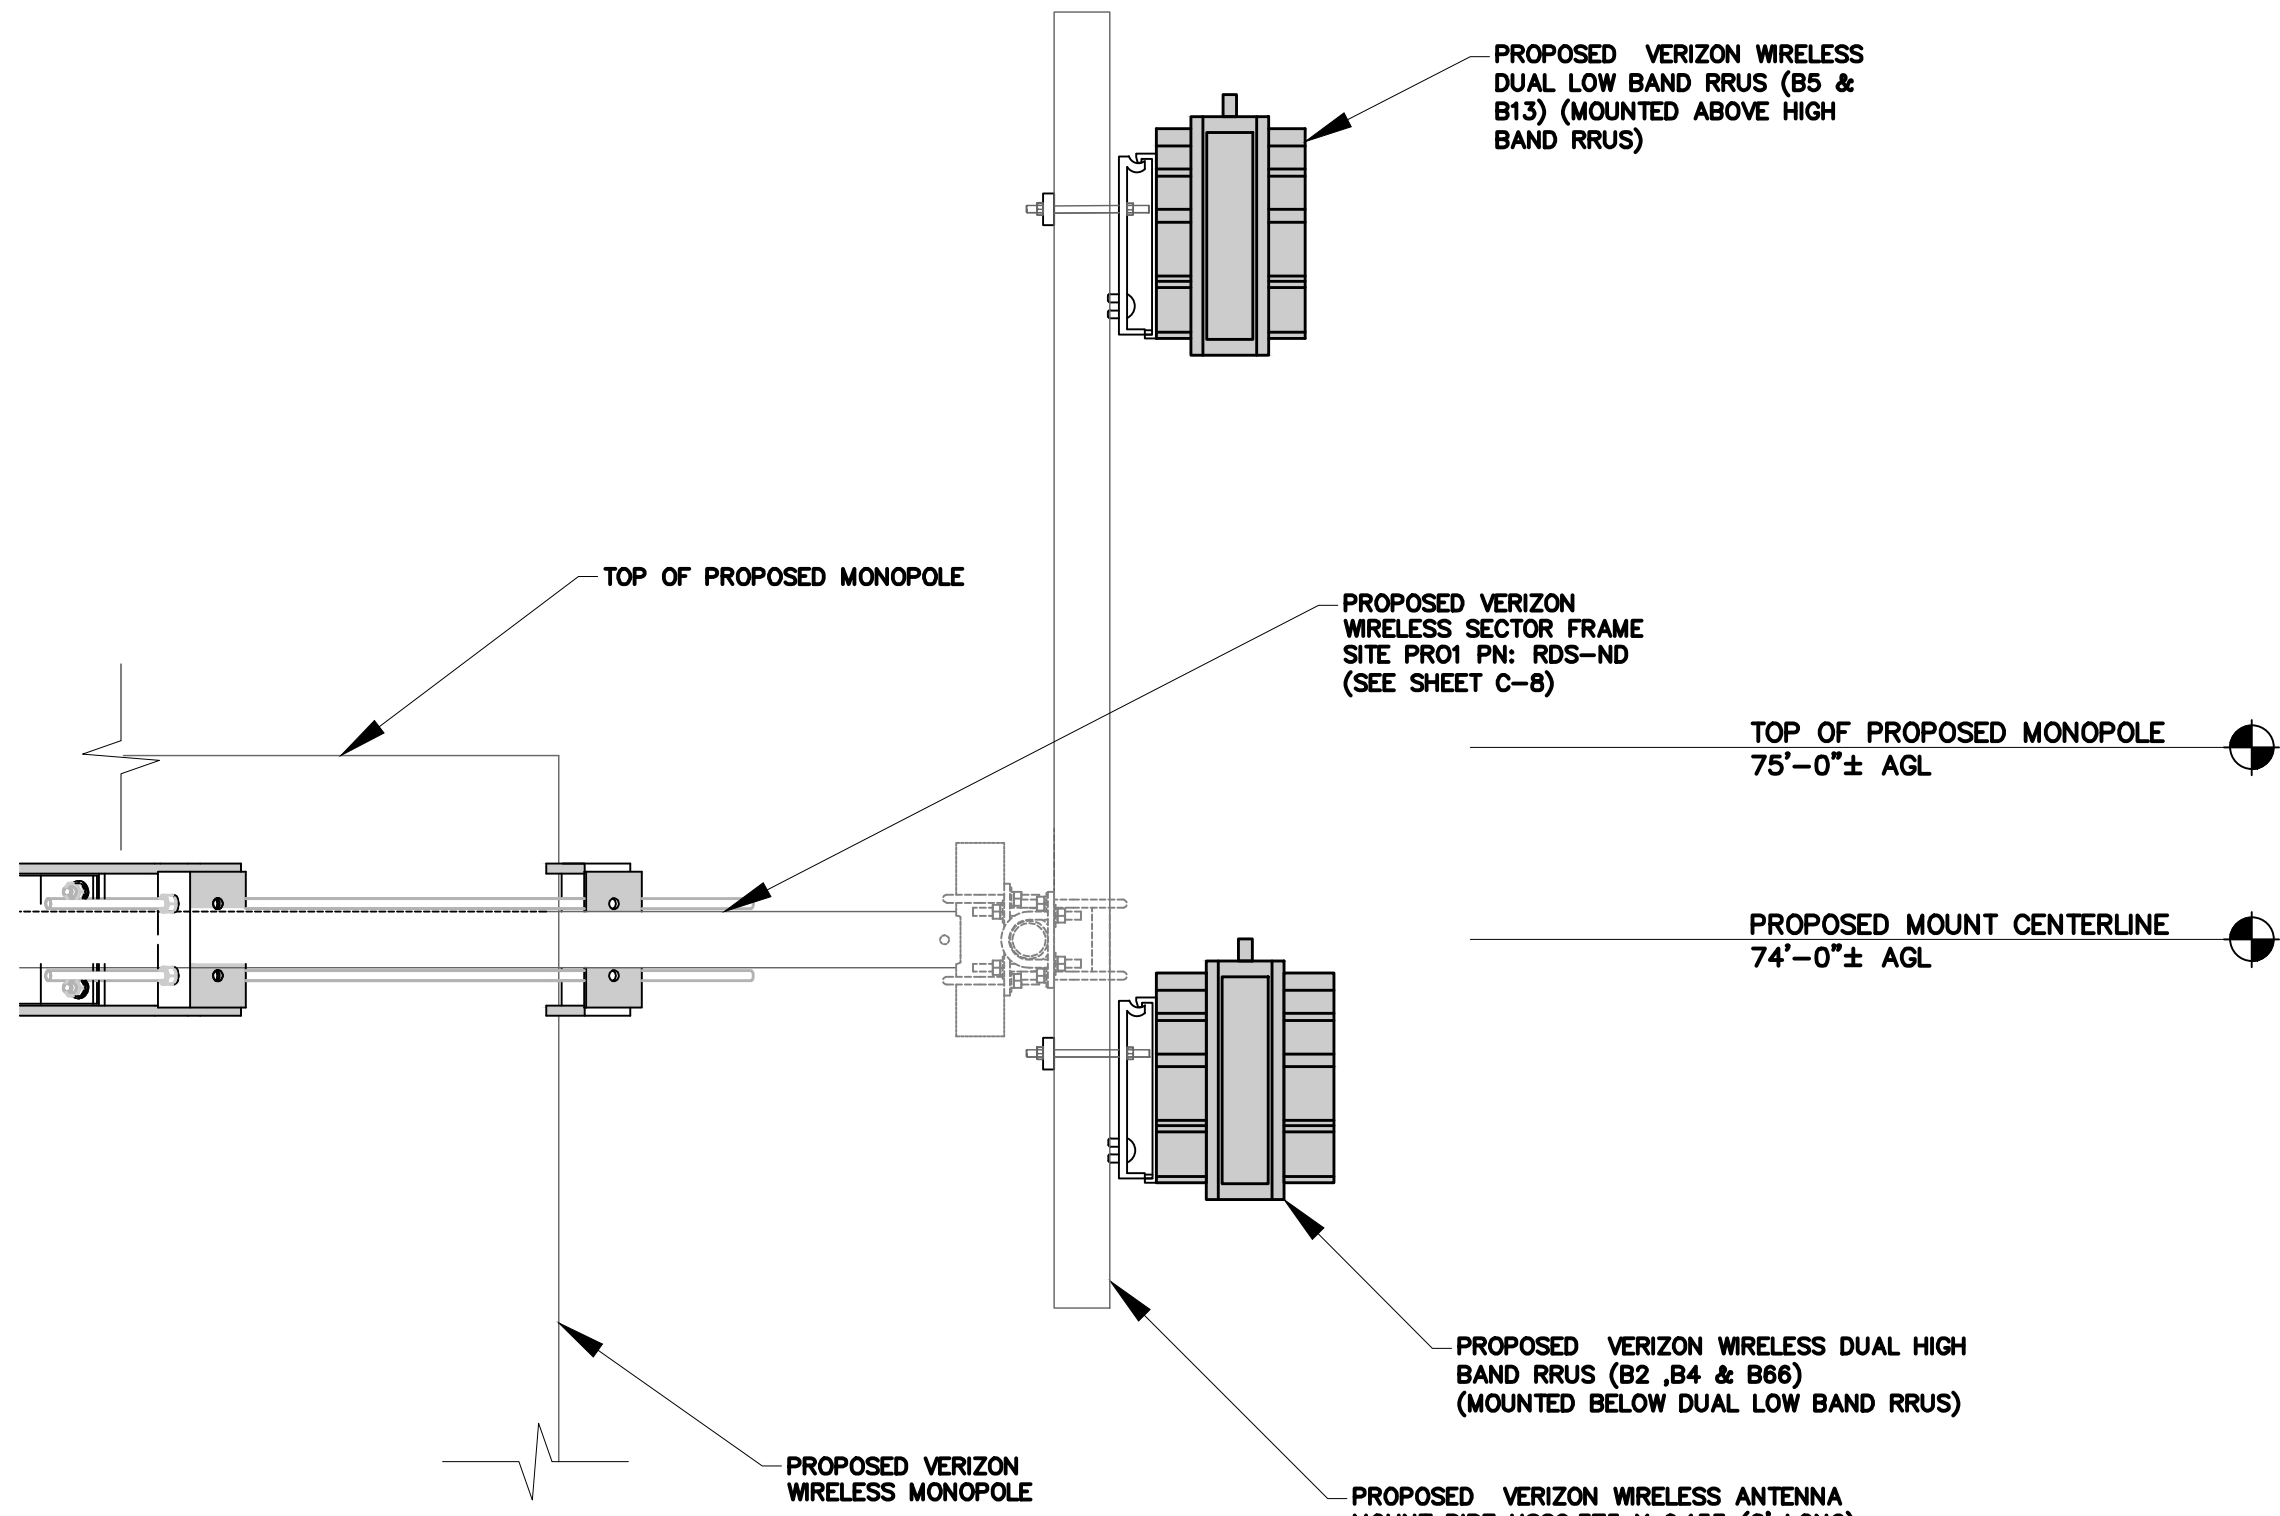 PROPOSED VERIZON WIRELESS
DUAL LOW BAND RRUS (B5 &
B13) (MOUNTED ABOVE HIGH
BAND RRUS)
TOP OF PROPOSED MONOPOLE
PROPOSED VERIZON
WIRELESS SECTOR FRAME
SITE PRO1 PN: RDS-ND
(SEE SHEET C-8)
TOP OF PROPOSED MONOPOLE
75'-0"± AGL
PROPOSED MOUNT CENTERLINE
74'-0"± AGL
PROPOSED VERIZON WIRELESS DUAL HIGH
BAND RRUS (B2 ,B4 & B66)
(MOUNTED BELOW DUAL LOW BAND RRUS)
PROPOSED VERIZON
WIRELESS MONOPOLE
PROPOSED VERIZON WIRELESS ANTENNA
MOUNT PIPE